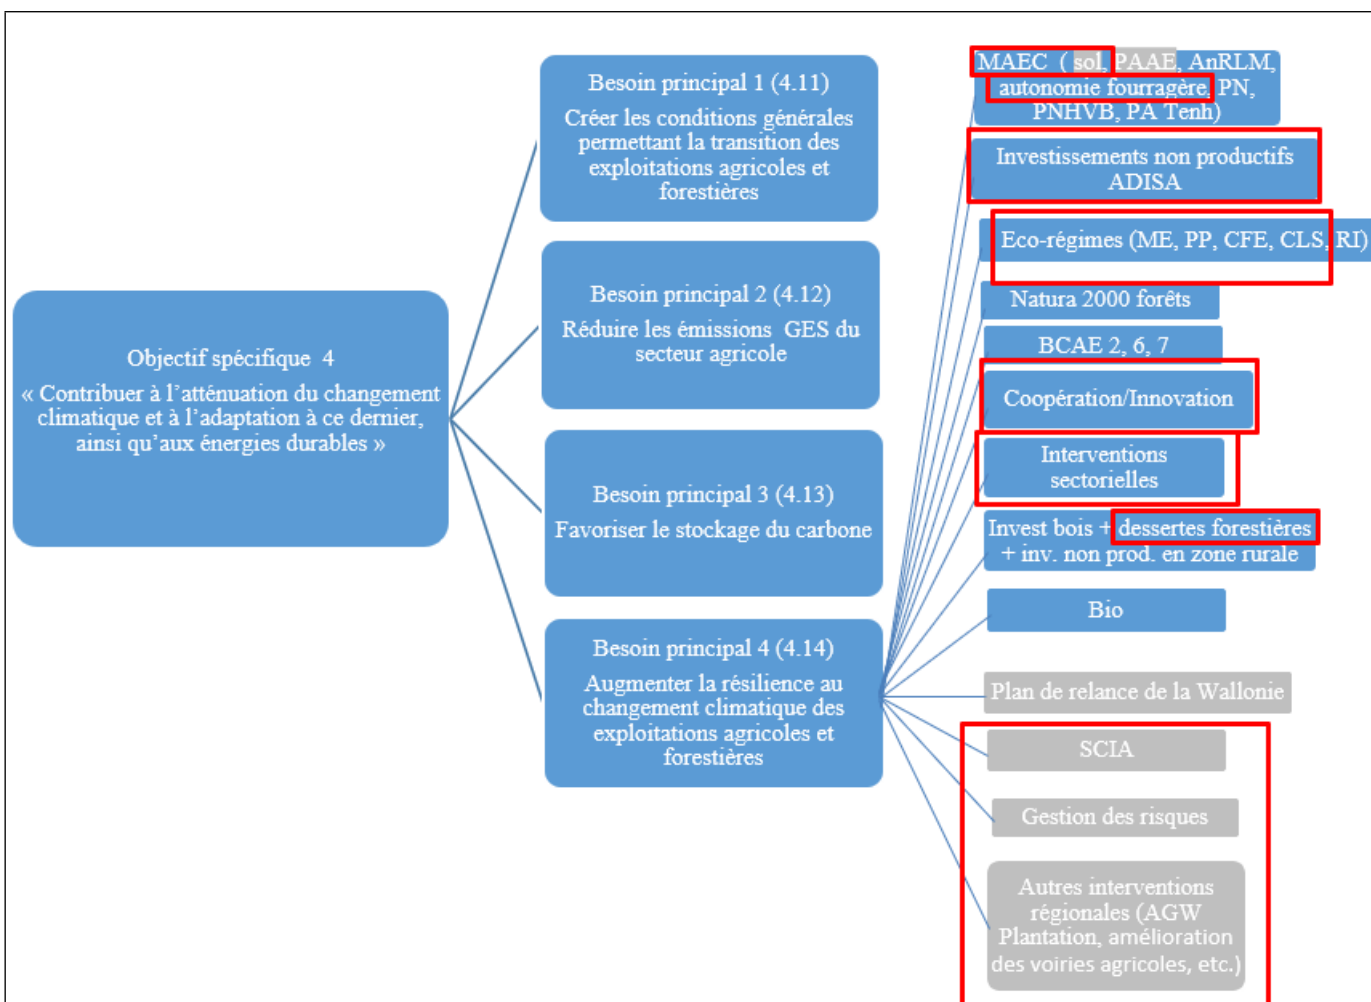 Objectif spécifique 4
« Contribuer à l'atténuation du changement
climatique et à l'adaptation à ce dernier,
ainsi qu'aux énergies durables »
Besoin principal 1 (4.11)
Créer les conditions générales
permettant la transition des
exploitations agricoles et
forestières
Besoin principal 2 (4.12)
Réduire les émissions GES du
secteur agricole
Besoin principal 3 (4.13)
Favoriser le stockage du carbone
Besoin principal 4 (4.14)
Augmenter la résilience au
changement climatique des
exploitations agricoles et
forestières
MAEC ( sol, PAAE, AnRLM,
autonomie fourragère, PN,
PNHVB, PA Tenh)
Investissements non productifs
ADISA
Eco-régimes (ME, PP, CFE, CLS, RI)
Natura 2000 forêts
BCAE 2, 6, 7
Coopération/Innovation
Interventions
sectorielles
Invest bois + dessertes forestières
+ inv. non prod. en zone rurale
Bio
Plan de relance de la Wallonie
SCIA
Gestion des risques
Autres interventions
régionales (AGW
Plantation, amélioration
des voiries agricoles, etc.)